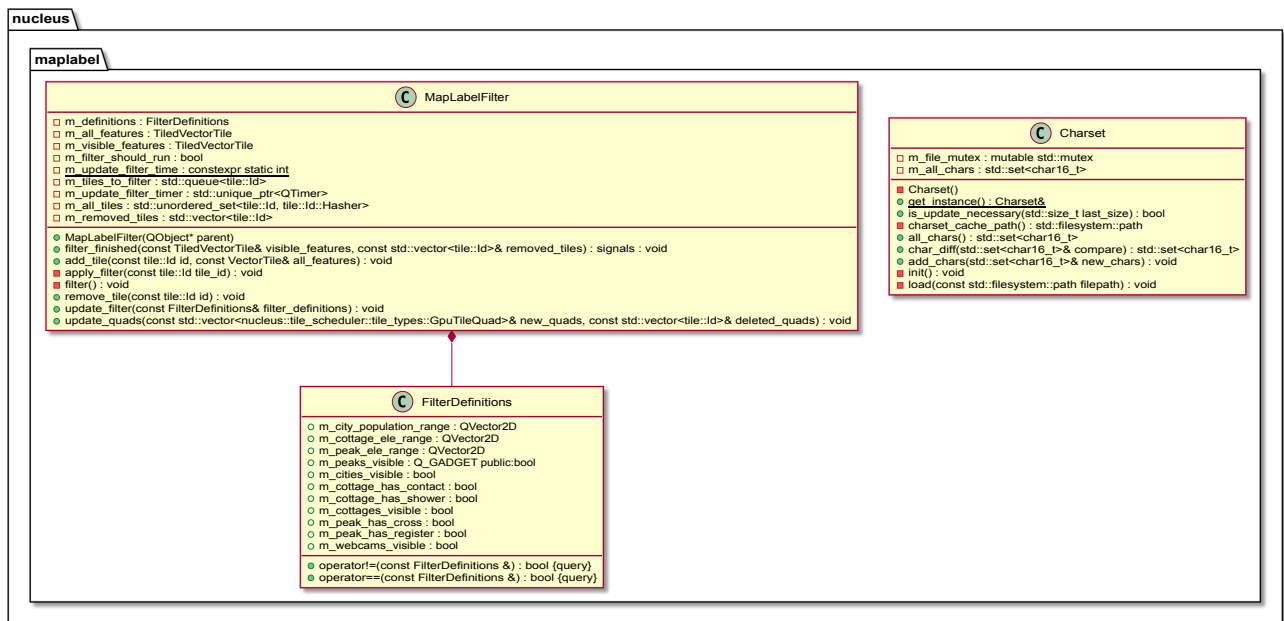 nucleus
maplabel
C MapLabelFilter
m_definitions : FilterDefinitions
m_all_features : TiledVectorTile
m_visible_features : TiledVectorTile
m_filter_should_run : bool
m_update_filter_time : constexpr static int
m_tiles_to_filter : std::queue<tile::Id>
m_update_filter_timer : std::unique_ptr<QTimer>
m_all_tiles : std::unordered_set<tile::Id, tile::Id::Hasher>
m_removed_tiles : std::vector<tile::Id>
MapLabelFilter(QObject* parent)
filter_finished(const TiledVectorTile& visible_features, const std::vector<tile::Id>& removed_tiles) : signals : void
add_tile(const tile::Id id, const VectorTile& all_features) : void
apply_filter(const tile::Id tile_id) : void
filter() : void
remove_tile(const tile::Id id) : void
update_filter(const FilterDefinitions& filter_definitions) : void
update_quads(const std::vector<nucleus::tile_scheduler::tile_types::GpuTileQuad>& new_quads, const std::vector<tile::Id>& deleted_quads) : void
C Charset
m_file_mutex : mutable std::mutex
m_all_chars : std::set<char16_t>
Charset()
get_instance() : Charset&
is_update_necessary(std::size_t last_size) : bool
charset_cache_path() : std::filesystem::path
all_chars() : std::set<char16_t>
char_diff(std::set<char16_t>& compare) : std::set<char16_t>
add_chars(std::set<char16_t>& new_chars) : void
init() : void
load(const std::filesystem::path filepath) : void
C FilterDefinitions
m_city_population_range : QVector2D
m_cottage_ele_range : QVector2D
m_peak_ele_range : QVector2D
m_peaks_visible : Q_GADGET public:bool
m_cities_visible : bool
m_cottage_has_contact : bool
m_cottage_has_shower : bool
m_cottages_visible : bool
m_peak_has_cross : bool
m_peak_has_register : bool
m_webcams_visible : bool
operator!=(const FilterDefinitions &) : bool {query}
operator==(const FilterDefinitions &) : bool {query}